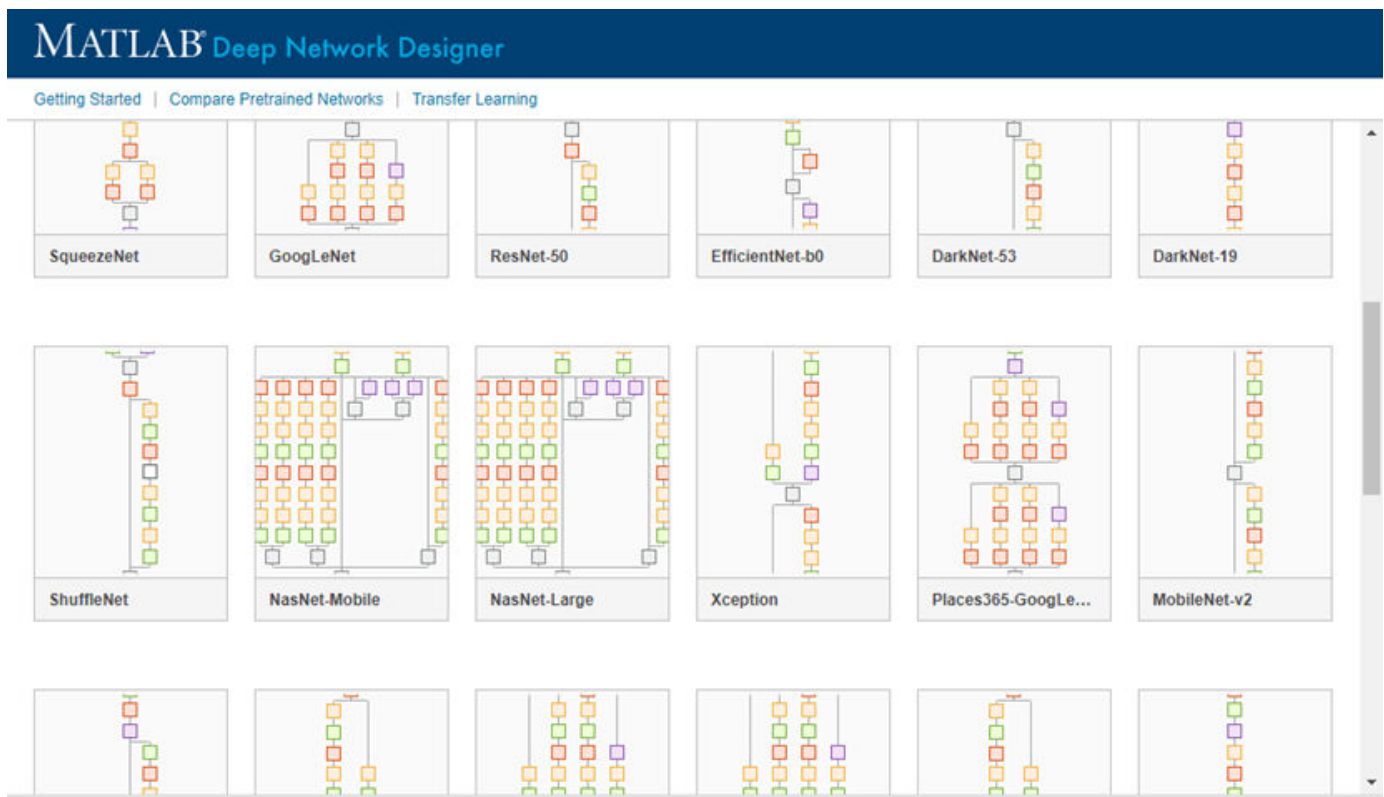 MATLAB® Deep Network Designer
Getting Started | Compare Pretrained Networks | Transfer Learning
SqueezeNet GoogLeNet ResNet-50 EfficientNet-b0 DarkNet-53 DarkNet-19
ShuffleNet NasNet-Mobile NasNet-Large Xception Places365-GoogLe... MobileNet-v2